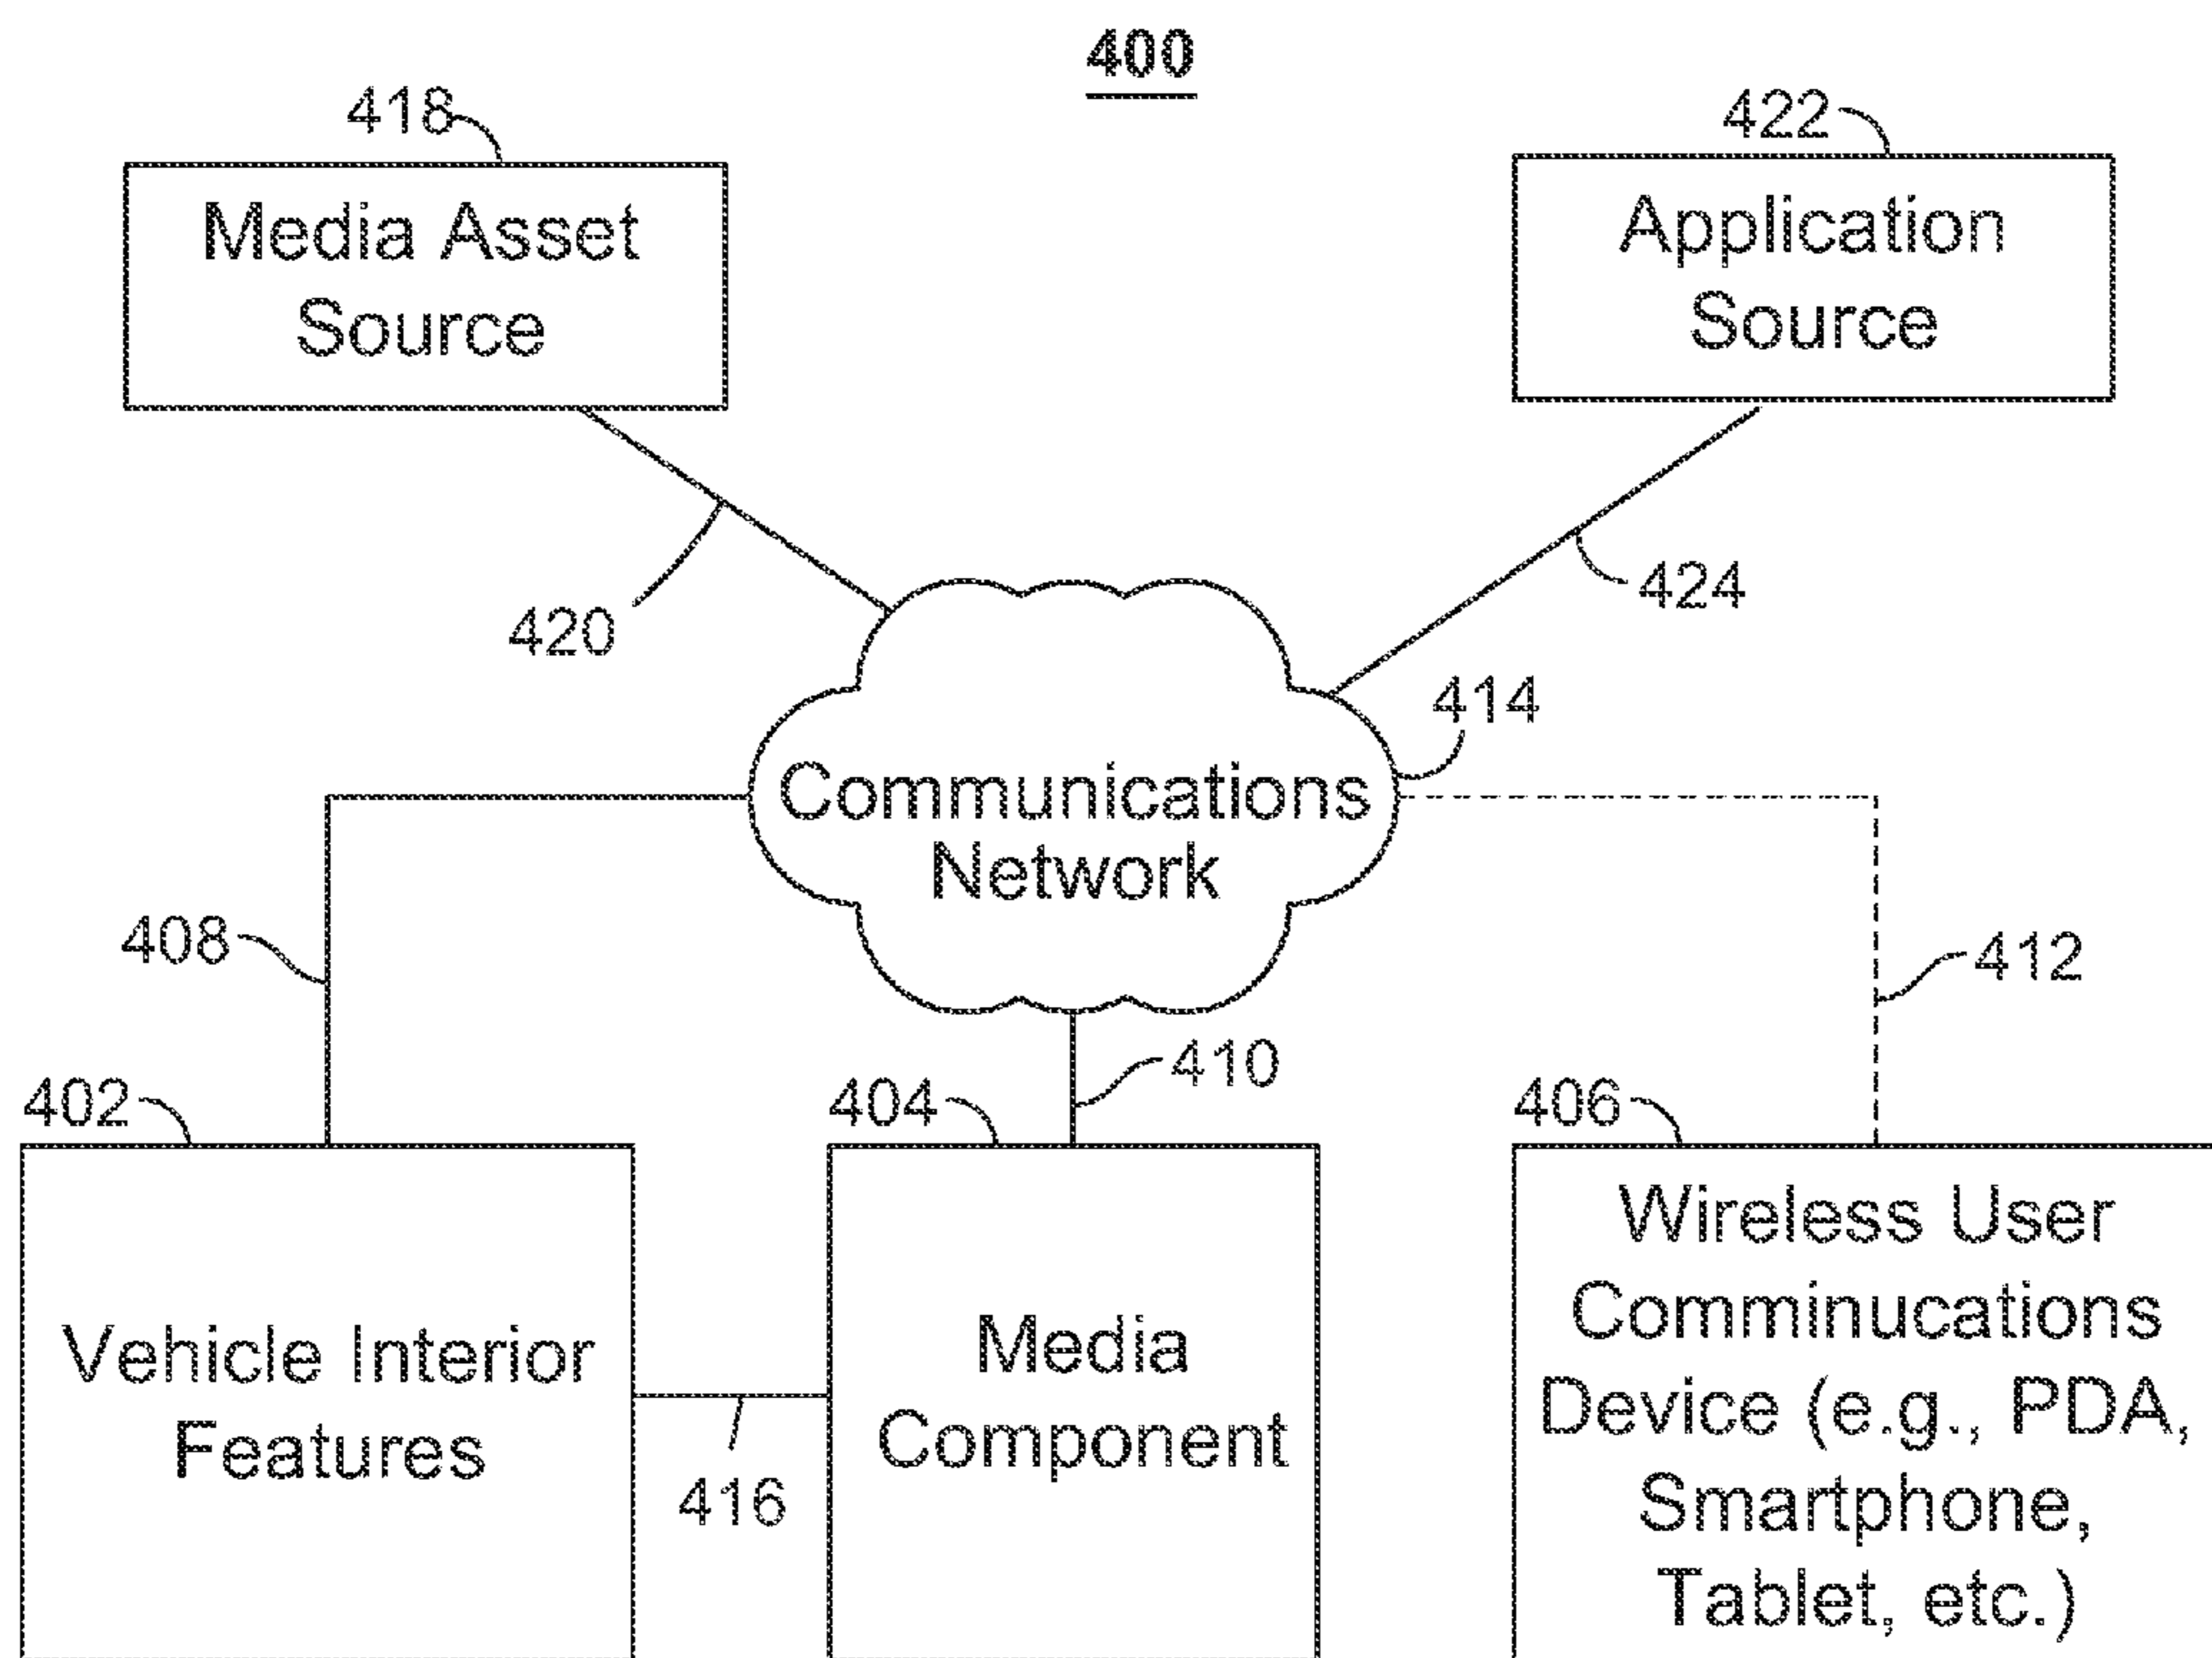 400
418
422
Media Asset
Source
Application
Source
420
424
414
Communications
Network
408
412
410
402
404
406
Vehicle Interior
Features
416
Media
Component
Wireless User
Comminucations
Device (e.g., PDA,
Smartphone,
Tablet, etc.)